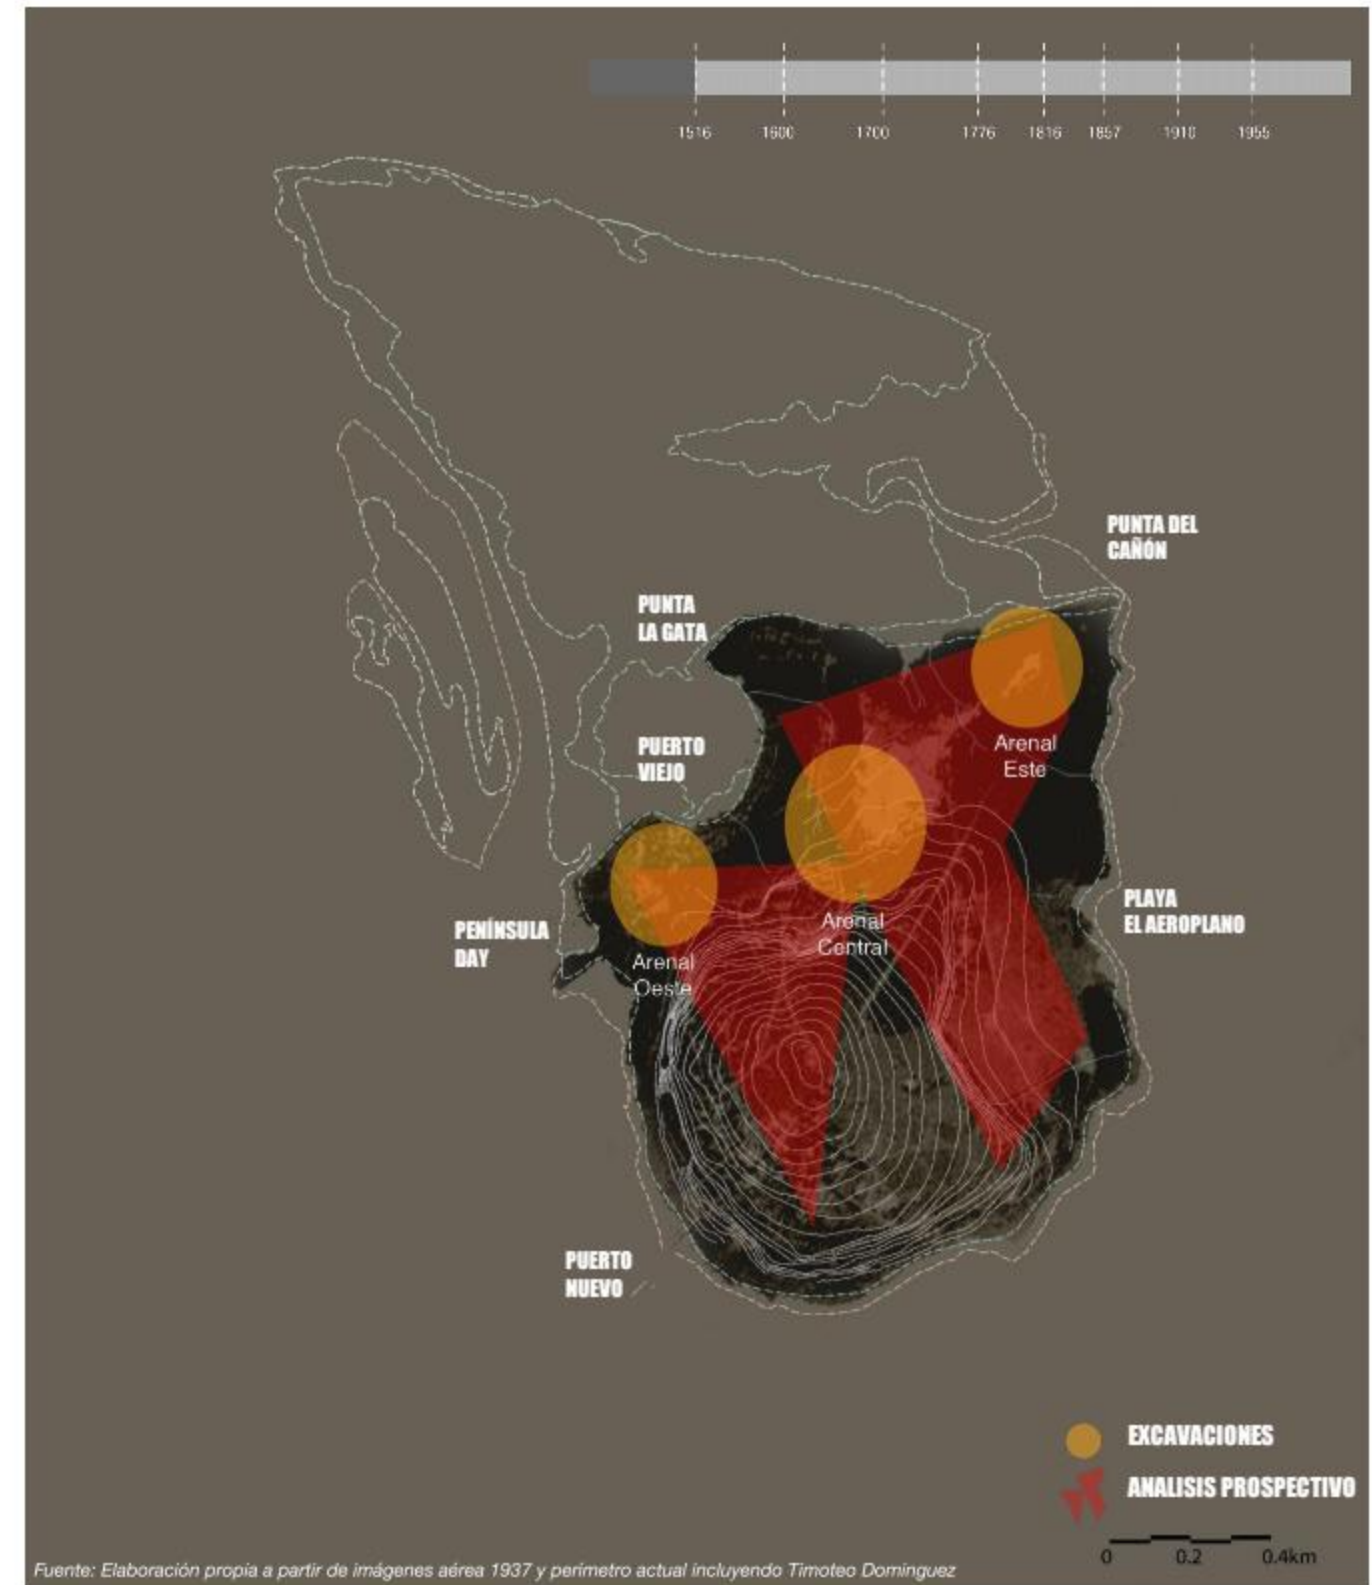 1516 1600 1700 1776 1816 1857 1910 1955
PUNTA DEL
CAÑÓN
PUNTA
LA GATA
Arenal
Este
PUERTO
VIEJO
PLAYA
EL AEROPLANO
Arenal
Central
PENÍNSULA
DAY
Arenal
Oeste
PUERTO
NUEVO
EXCAVACIONES
ANALISIS PROSPECTIVO
0 0.2 0.4km
Fuente: Elaboración propia a partir de imágenes aérea 1937 y perímetro actual incluyendo Timoteo Domínguez